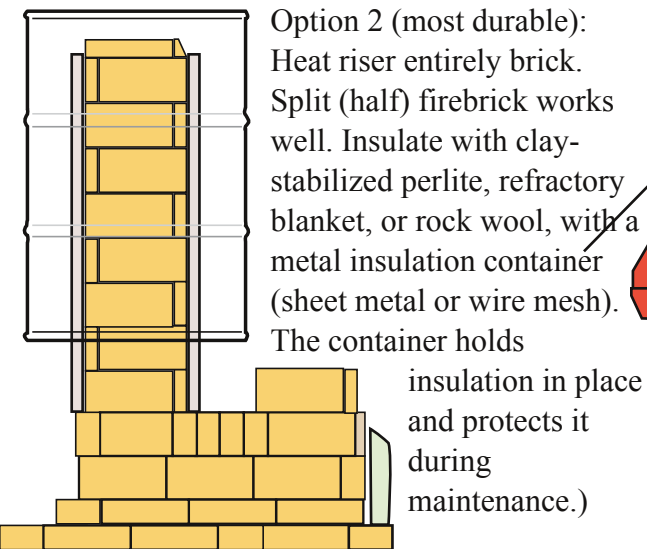 Option 2 (most durable):
Heat riser entirely brick.
Split (half) firebrick works
well. Insulate with clay-
stabilized perlite, refractory
blanket, or rock wool, with a
metal insulation container
(sheet metal or wire mesh).
The container holds
insulation in place
and protects it
during
maintenance.)